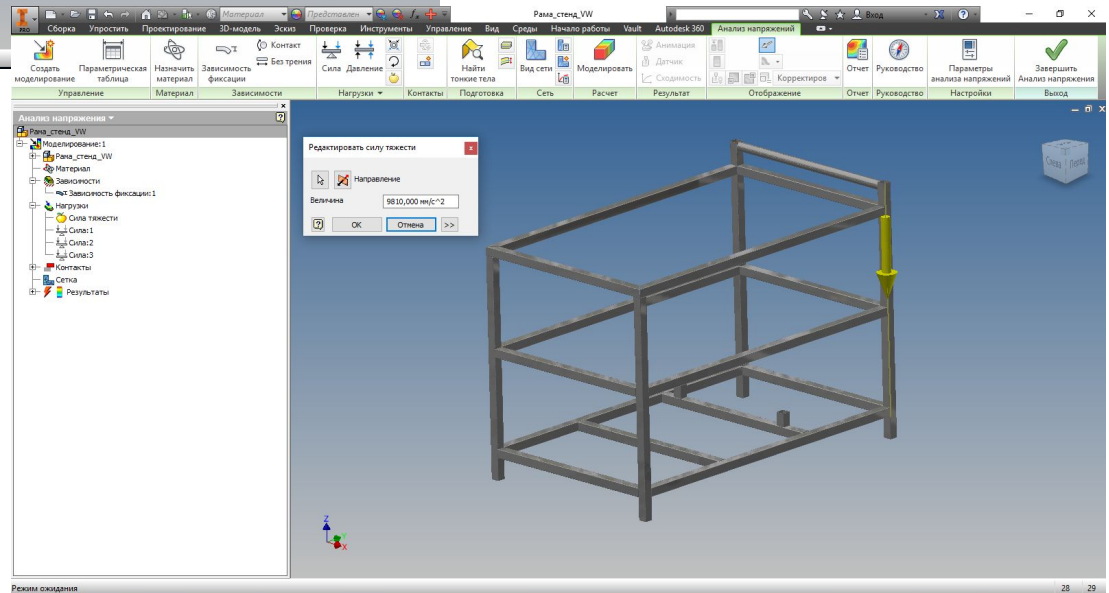 PRO
Материал
Представлен
Рама_стенд_VW
Вход
Сборка Упростить Проектирование 3D-модель Эскиз Проверка Инструменты Управление Вид Среды Начало работы Vault Autodesk 360 Анализ напряжений
Создать моделирование
Параметрическая таблица
Назначить материал
Зависимость фиксации
Контакт
Без трения
Сила
Давление
Найти тонкие тела
Вид сети
Моделировать
Анимация
Датчик
Сходимость
Корректиров
Отчет
Руководство
Параметры анализа напряжений
Завершить Анализ напряжения
Управление Материал Зависимости Нагрузки Контакты Подготовка Сеть Расчет Результат Отображение Отчет Руководство Настройки Выход
Анализ напряжения
Рама_стенд_VW
Моделирование:1
Рама_стенд_VW
Материал
Зависимости
Зависимость фиксации:1
Нагрузки
Сила тяжести
Сила:1
Сила:2
Сила:3
Контакты
Сетка
Результаты
Редактировать силу тяжести
Направление
Величина 9810,000 мм/с^2
OK Отмена >>
Слева Перед
Z
X
Режим ожидания
28 29